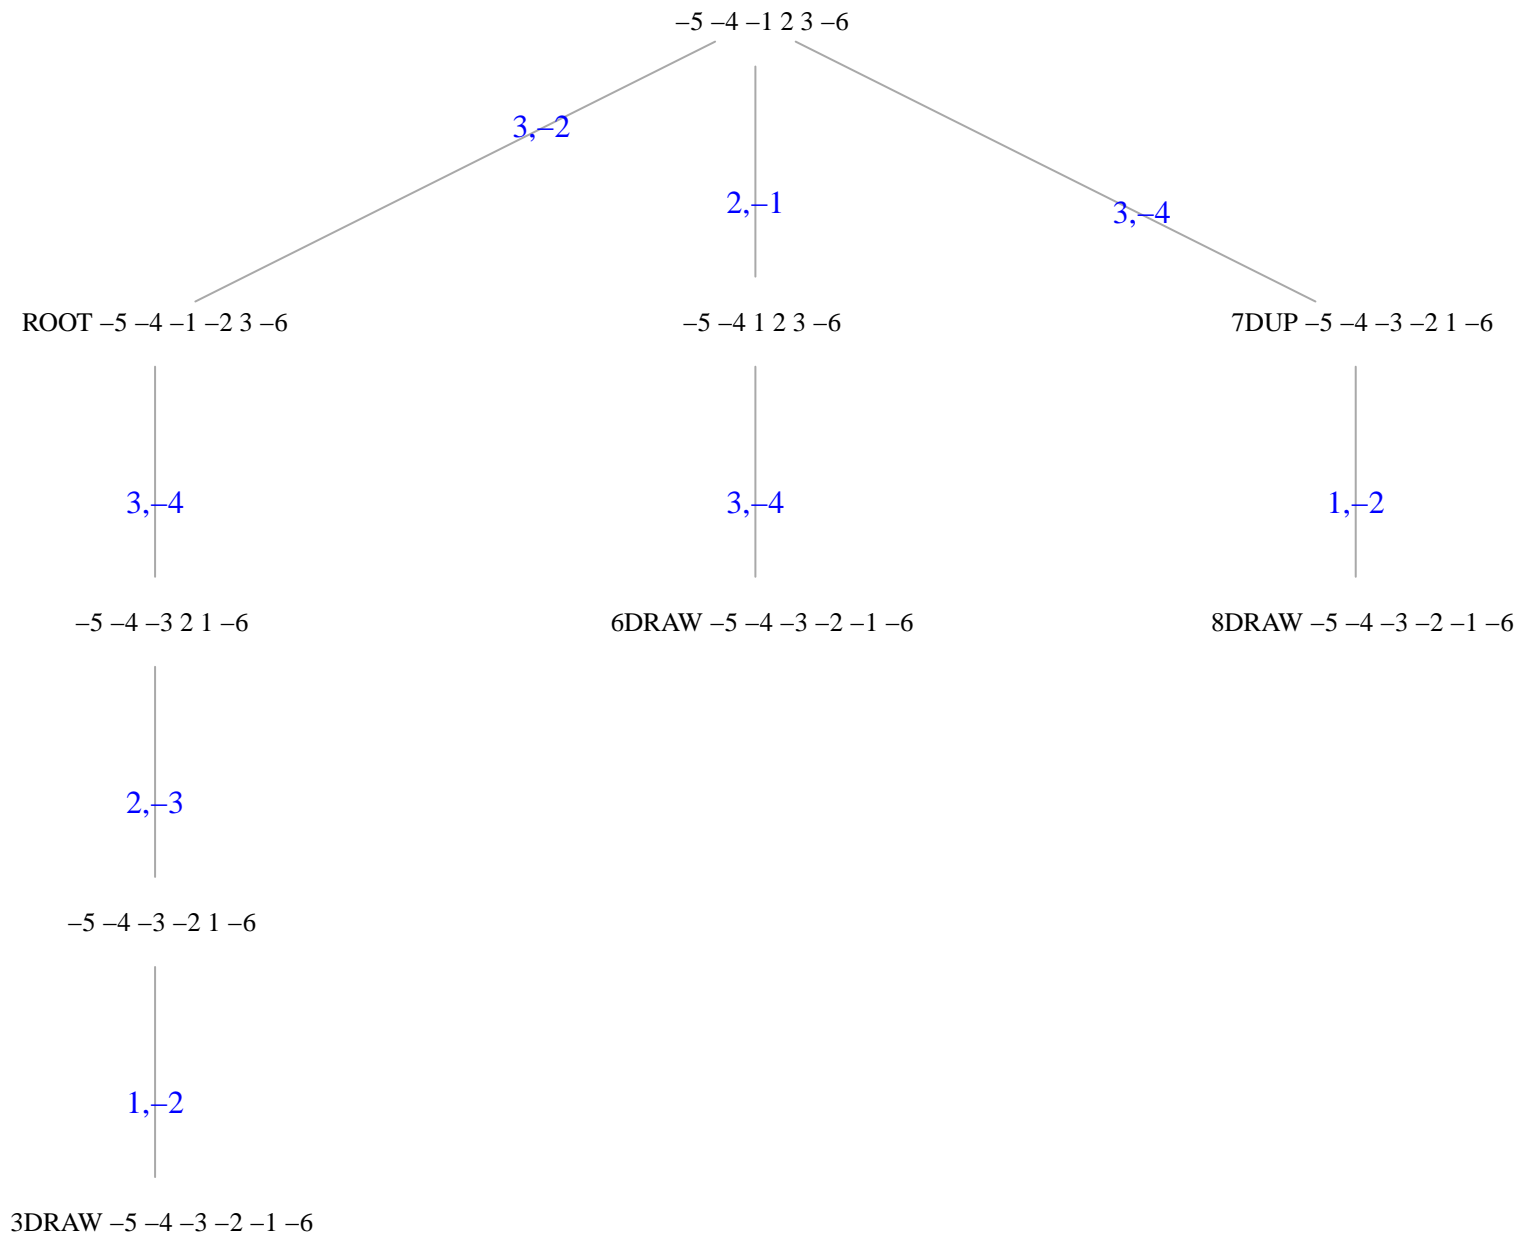 –5 –4 –1 2 3 –6
3,–2
2,–1
3,–4
ROOT –5 –4 –1 –2 3 –6
–5 –4 1 2 3 –6
7DUP –5 –4 –3 –2 1 –6
3,–4
3,–4
1,–2
–5 –4 –3 2 1 –6
6DRAW –5 –4 –3 –2 –1 –6
8DRAW –5 –4 –3 –2 –1 –6
2,–3
–5 –4 –3 –2 1 –6
1,–2
3DRAW –5 –4 –3 –2 –1 –6